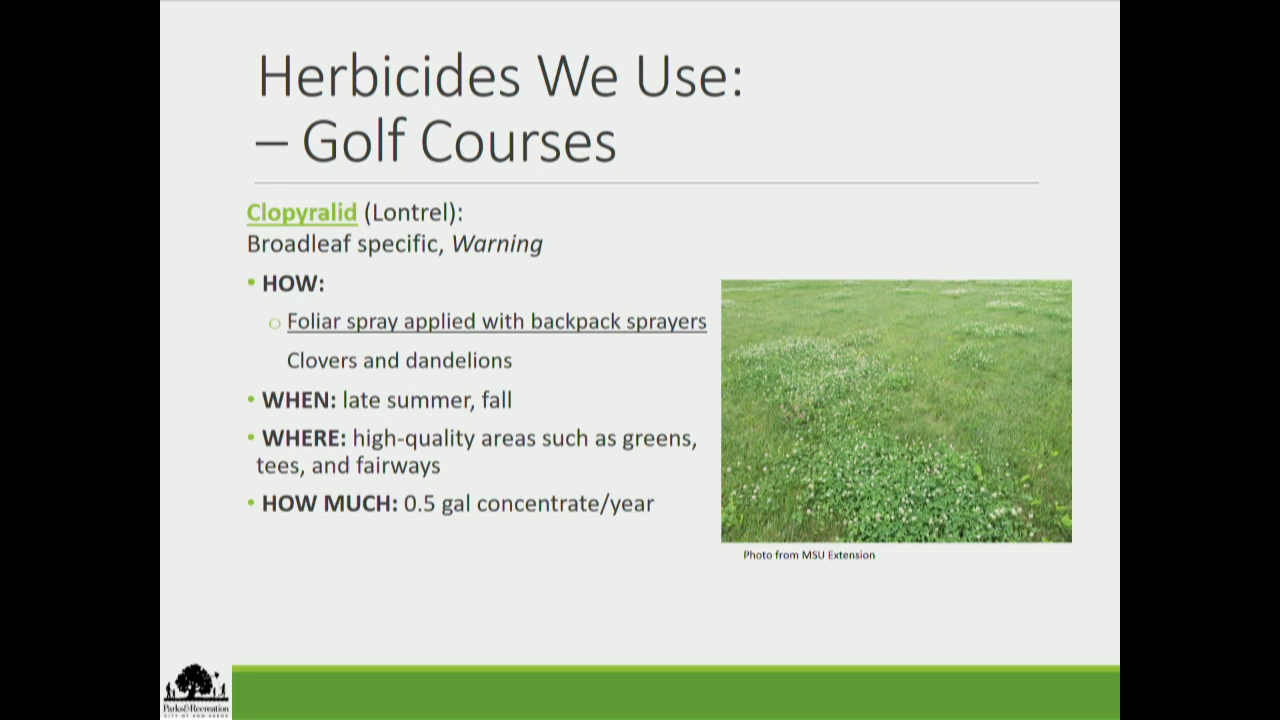 Herbicides We Use:
– Golf Courses
Clopyralid (Lontrel):
Broadleaf specific, Warning
• HOW:
○ Foliar spray applied with backpack sprayers
Clovers and dandelions
• WHEN: late summer, fall
• WHERE: high-quality areas such as greens,
tees, and fairways
• HOW MUCH: 0.5 gal concentrate/year
Photo from MSU Extension
Parks&Recreation
CITY OF ANN ARBOR